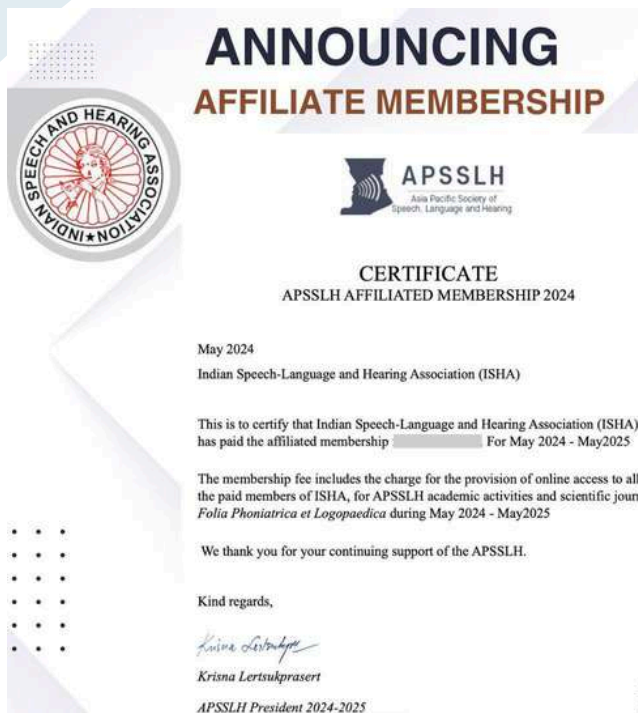 ANNOUNCING
AFFILIATE MEMBERSHIP
INDIAN SPEECH AND HEARING ASSOCIATION
APSSLH
Asia Pacific Society of
Speech, Language and Hearing
CERTIFICATE
APSSLH AFFILIATED MEMBERSHIP 2024
May 2024
Indian Speech-Language and Hearing Association (ISHA)
This is to certify that Indian Speech-Language and Hearing Association (ISHA)
has paid the affiliated membership For May 2024 - May2025
The membership fee includes the charge for the provision of online access to all
the paid members of ISHA, for APSSLH academic activities and scientific jour
Folia Phoniatrica et Logopaedica during May 2024 - May2025
We thank you for your continuing support of the APSSLH.
Kind regards,
Krisna Lertsukprasert
APSSLH President 2024-2025